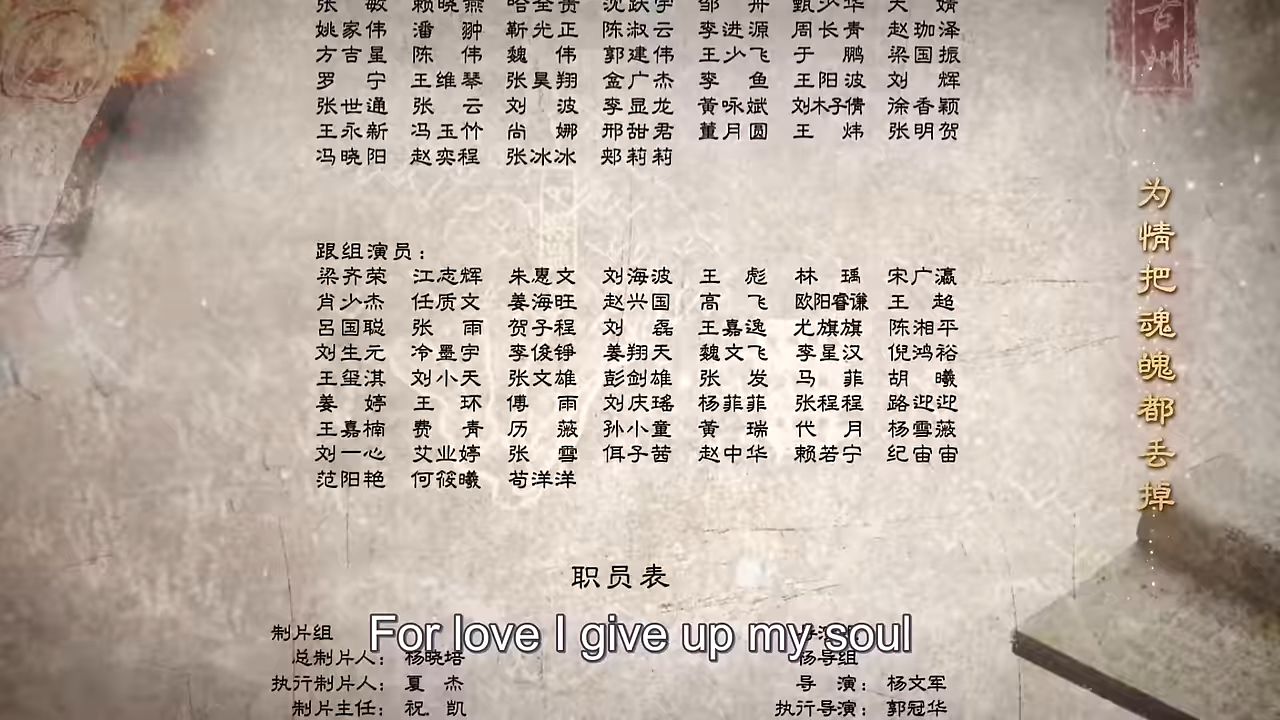 姚家伟 潘翀 靳光正 陈淑云 李进源 周长青 赵珈泽
方吉星 陈伟 魏伟 郭建伟 王少飞 于鹏 梁国振
罗宁 王维琴 张昊翔 金广杰 李鱼 王阳波 刘辉
张世通 张云 刘波 李显龙 黄咏斌 刘木子倩 涂香颖
王永新 冯玉竹 尚娜 邢甜君 董月圆 王炜 张明贺
冯晓阳 赵奕程 张冰冰 郏莉莉
跟组演员：
梁齐荣 江志辉 朱惠文 刘海波 王彪 林瑀 宋广瀛
肖少杰 任质文 姜海旺 赵兴国 高飞 欧阳睿谦 王超
吕国聪 张雨 贺子程 刘磊 王嘉逸 尤旗旗 陈湘平
刘生元 冷墨宇 李俊铮 姜翔天 魏文飞 李星汉 倪鸿裕
王玺淇 刘小天 张文雄 彭剑雄 张发 马菲 胡曦
姜婷 王环 傅雨 刘庆瑶 杨菲菲 张程程 路迎迎
王嘉楠 费青 历薇 孙小童 黄瑞 代月 杨雪薇
刘一心 艾业婷 张雪 佴子茜 赵中华 赖若宁 纪宙宙
范阳艳 何筱曦 苟洋洋
职员表
制片组
总制片人：杨晓培
执行制片人：夏杰
制片主任：祝凯
杨导组
导演：杨文军
执行导演：郭冠华
For love I give up my soul
为情把魂魄都丢掉